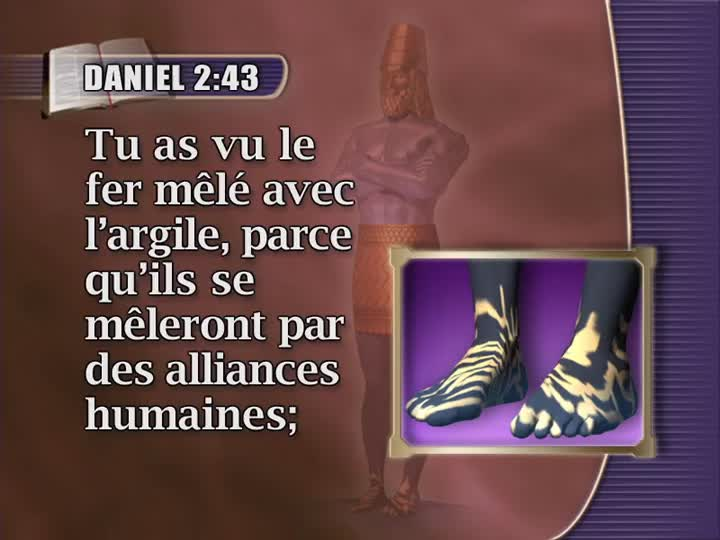 DANIEL 2:43
Tu as vu le
fer mêlé avec
l’argile, parce
qu’ils se
mêleront par
des alliances
humaines;